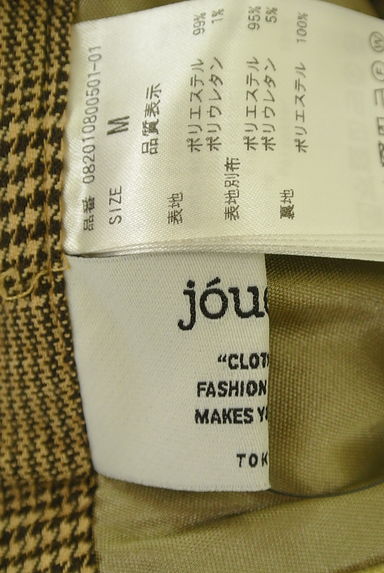 品番 082010800501-01
SIZE M
品質表示
表地 ポリエステル 99%
ポリウレタン 1%
表地別布 ポリエステル 95%
ポリウレタン 5%
裏地 ポリエステル 100%
jóue
"CLOT
FASHION
MAKES Y
TOK